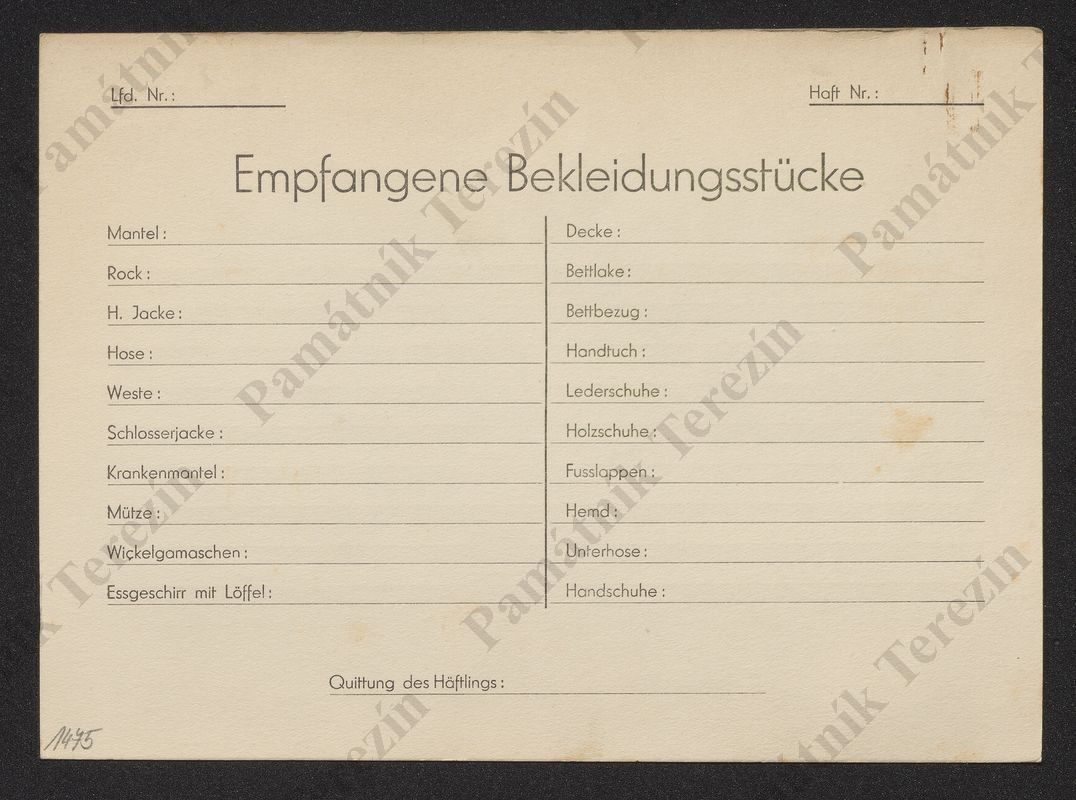 Lfd. Nr.:
Haft Nr.:
Empfangene Bekleidungsstücke
Mantel:
Rock:
H. Jacke:
Hose:
Weste:
Schlosserjacke:
Krankenmantel:
Mütze:
Wickelgamaschen:
Essgeschirr mit Löffel:
Decke:
Bettlake:
Bettbezug:
Handtuch:
Lederschuhe:
Holzschuhe:
Fusslappen:
Hemd:
Unterhose:
Handschuhe:
Quittung des Häftlings:
1475
Památník Terezín